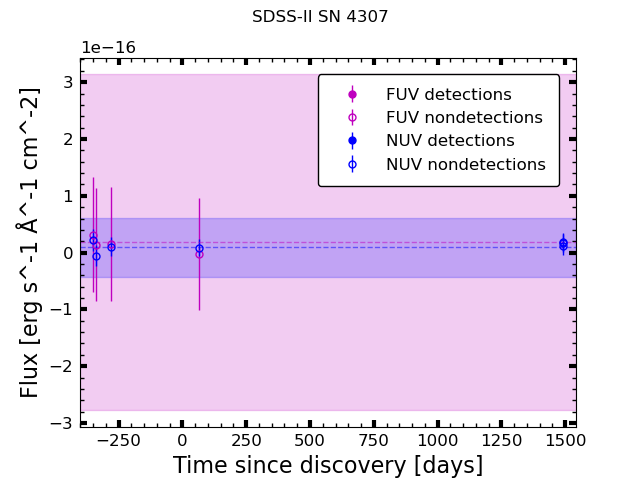 SDSS-II SN 4307
1e−16
FUV detections
FUV nondetections
NUV detections
NUV nondetections
3
2
1
0
−1
−2
−3
Flux [erg s^-1 Å^-1 cm^-2]
−250 0 250 500 750 1000 1250 1500
Time since discovery [days]